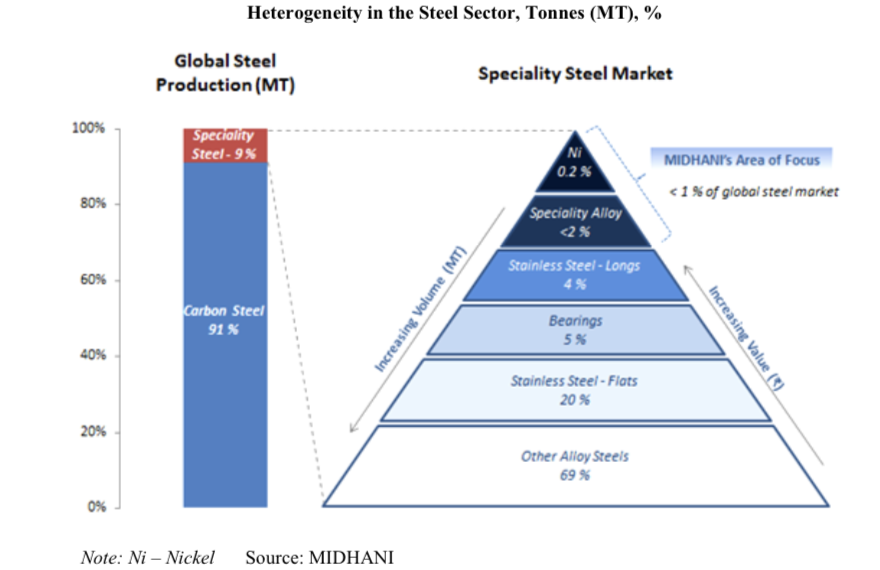 Heterogeneity in the Steel Sector, Tonnes (MT), %
Global Steel
Production (MT)
Speciality Steel Market
100%
80%
60%
40%
20%
0%
Speciality
Steel - 9 %
Carbon Steel
91 %
Ni
0.2 %
Speciality Alloy
<2 %
Stainless Steel - Longs
4 %
Bearings
5 %
Stainless Steel - Flats
20 %
Other Alloy Steels
69 %
Increasing Volume (MT)
Increasing Value (₹)
MIDHANI's Area of Focus
< 1 % of global steel market
Note: Ni – Nickel Source: MIDHANI